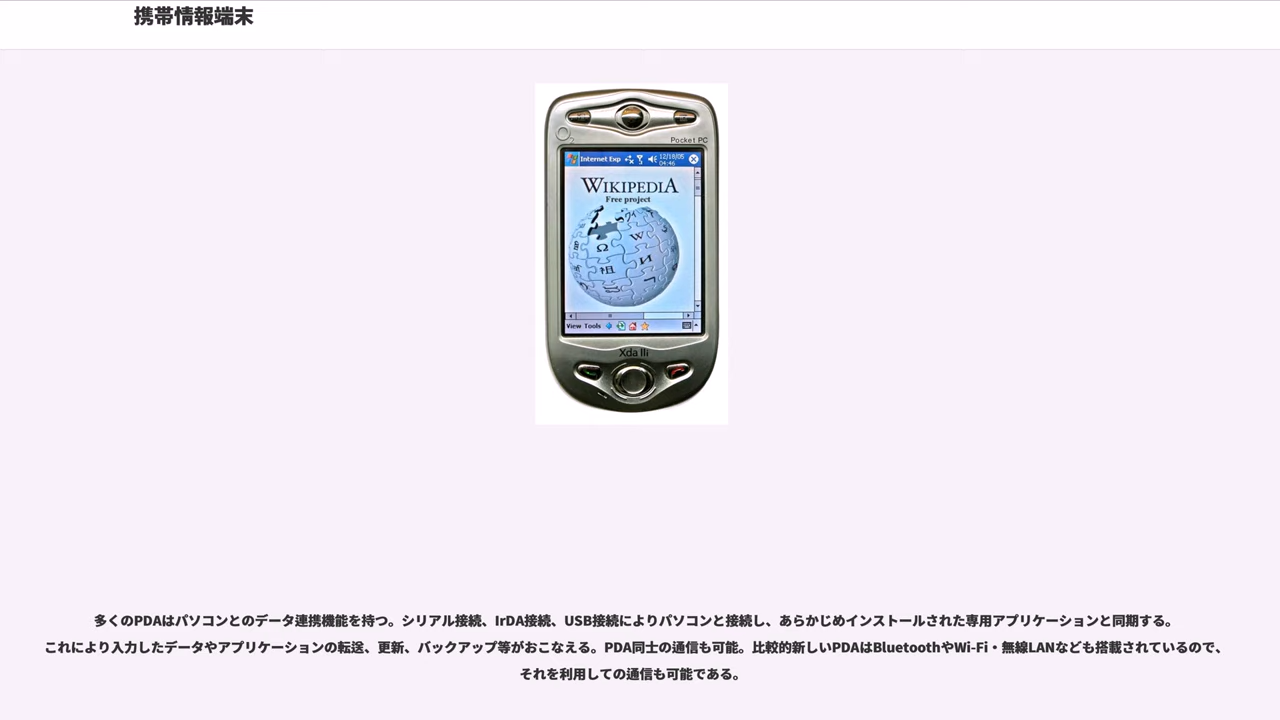 携帯情報端末
Pocket PC
Internet Exp
12/18/05
04:46
WIKIPEDIA
Free project
Ω W
И
祖
View Tools
Xda IIi
多くのPDAはパソコンとのデータ連携機能を持つ。シリアル接続、IrDA接続、USB接続によりパソコンと接続し、あらかじめインストールされた専用アプリケーションと同期する。
これにより入力したデータやアプリケーションの転送、更新、バックアップ等がおこなえる。PDA同士の通信も可能。比較的新しいPDAはBluetoothやWi-Fi・無線LANなども搭載されているので、
それを利用しての通信も可能である。